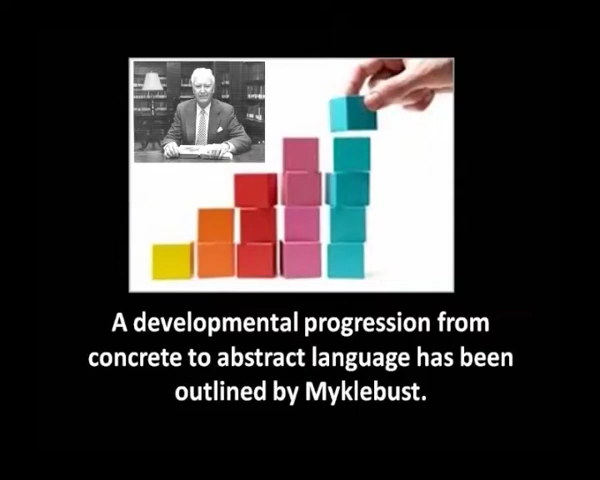 A developmental progression from
concrete to abstract language has been
outlined by Myklebust.